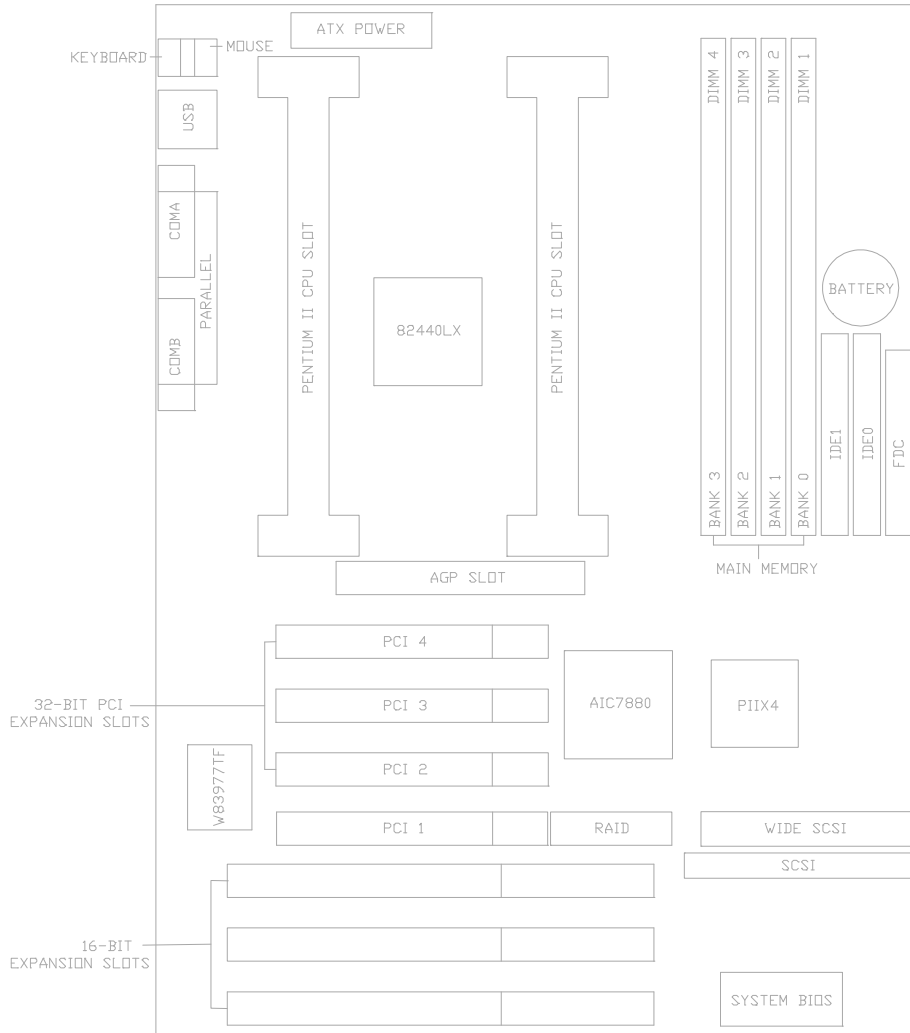 ATX POWER
KEYBOARD
MOUSE
USB
COMA
PARALLEL
COMB
PENTIUM II CPU SLOT
82440LX
PENTIUM II CPU SLOT
DIMM 4
DIMM 3
DIMM 2
DIMM 1
BANK 3
BANK 2
BANK 1
BANK 0
MAIN MEMORY
BATTERY
IDE1
IDE0
FDC
AGP SLOT
PCI 4
32-BIT PCI
EXPANSION SLOTS
PCI 3
AIC7880
PIIX4
PCI 2
W83977TF
PCI 1
RAID
WIDE SCSI
SCSI
16-BIT
EXPANSION SLOTS
SYSTEM BIOS